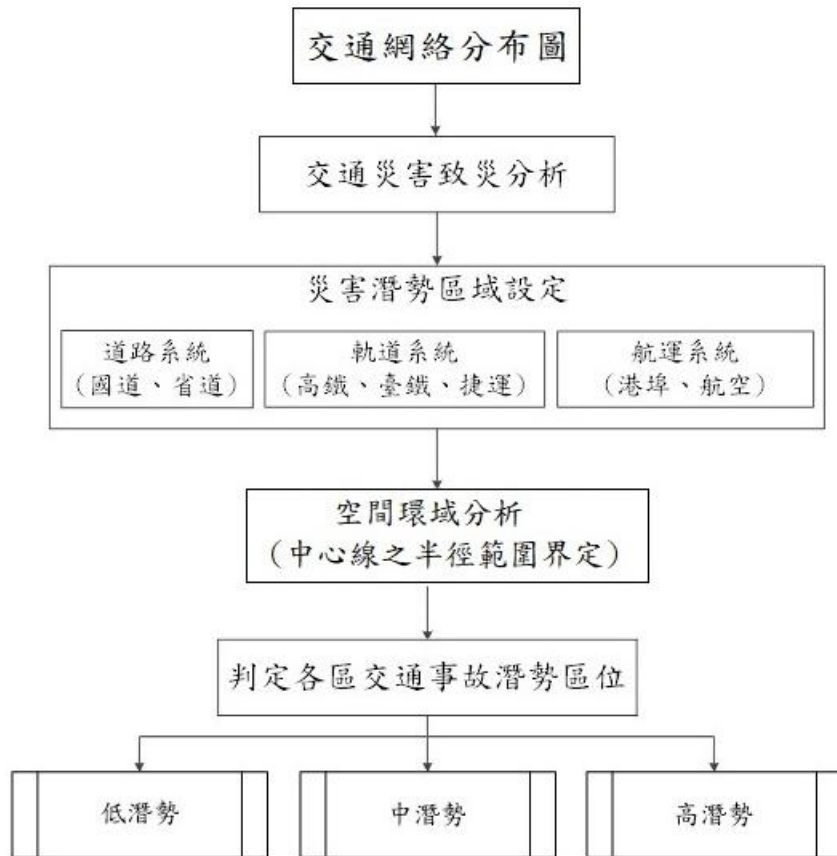 交通網絡分布圖
交通災害致災分析
災害潛勢區域設定
道路系統
(國道、省道)
軌道系統
(高鐵、臺鐵、捷運)
航運系統
(港埠、航空)
空間環域分析
(中心線之半徑範圍界定)
判定各區交通事故潛勢區位
低潛勢
中潛勢
高潛勢